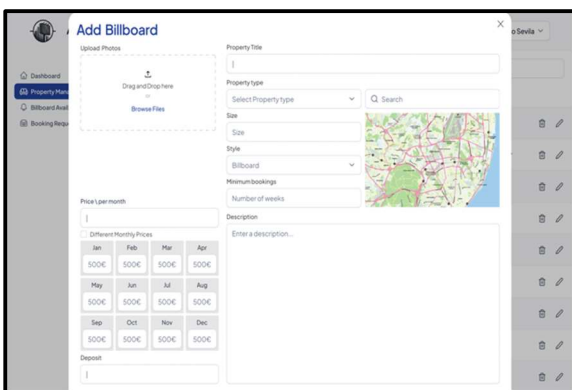 Add Billboard
X
o Sevila
Upload Photos
Drag and Drop here
or
Browse Files
Property Title
Property type
Select Property type
Search
Size
Size
Style
Billboard
Minimum bookings
Number of weeks
Description
Enter a description...
Price \ per month
Different Monthly Prices
Jan Feb Mar Apr
500€ 500€ 500€ 500€
May Jun Jul Aug
500€ 500€ 500€ 500€
Sep Oct Nov Dec
500€ 500€ 500€ 500€
Deposit
Dashboard
Property Mana
Billboard Avail
Booking Reque